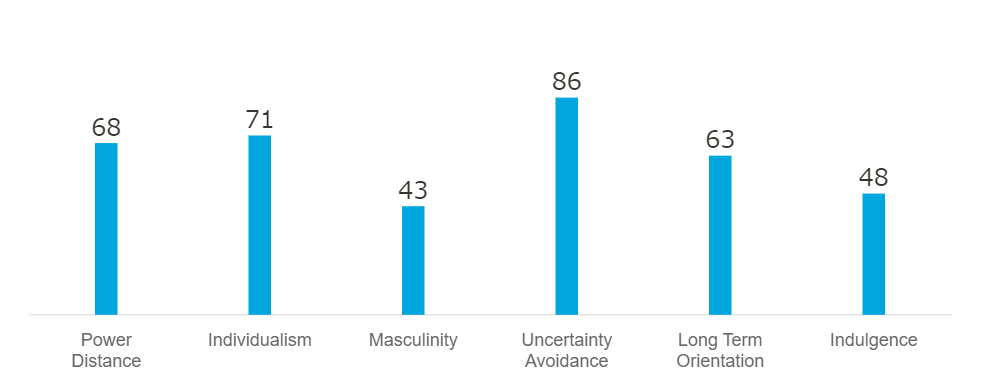 68
71
43
86
63
48
Power
Distance
Individualism
Masculinity
Uncertainty
Avoidance
Long Term
Orientation
Indulgence